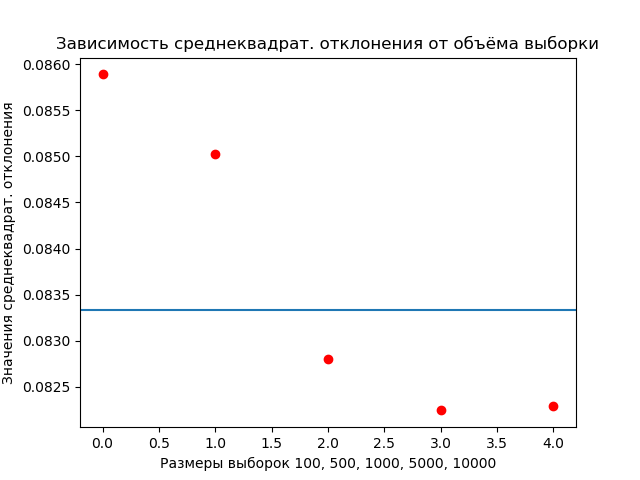 Зависимость среднеквадрат. отклонения от объёма выборки
Значения среднеквадрат. отклонения
0.0860
0.0855
0.0850
0.0845
0.0840
0.0835
0.0830
0.0825
0.0 0.5 1.0 1.5 2.0 2.5 3.0 3.5 4.0
Размеры выборок 100, 500, 1000, 5000, 10000